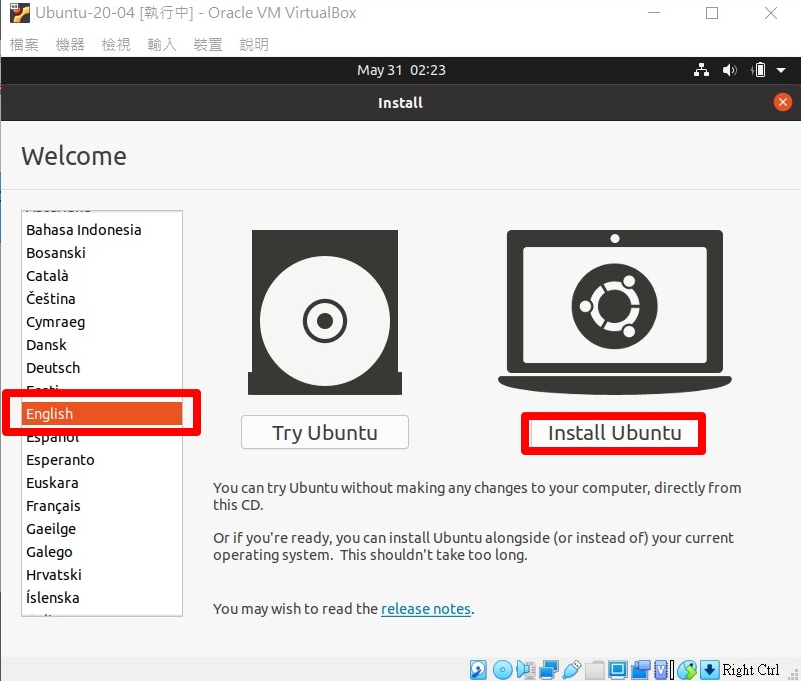 Ubuntu-20-04 [執行中] - Oracle VM VirtualBox
檔案 機器 檢視 輸入 裝置 說明
May 31 02:23
Install
Welcome
Bahasa Indonesia
Bosanski
Català
Čeština
Cymraeg
Dansk
Deutsch
Eesti
English
Español
Esperanto
Euskara
Français
Gaeilge
Galego
Hrvatski
Íslenska
Try Ubuntu
Install Ubuntu
You can try Ubuntu without making any changes to your computer, directly from
this CD.
Or if you're ready, you can install Ubuntu alongside (or instead of) your current
operating system. This shouldn't take too long.
You may wish to read the release notes.
Right Ctrl